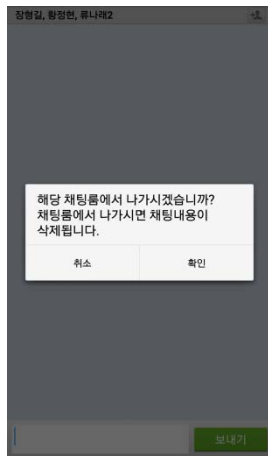 장형길, 황정현, 류나래2
해당 채팅룸에서 나가시겠습니까?
채팅룸에서 나가시면 채팅내용이
삭제됩니다.
취소 확인
보내기